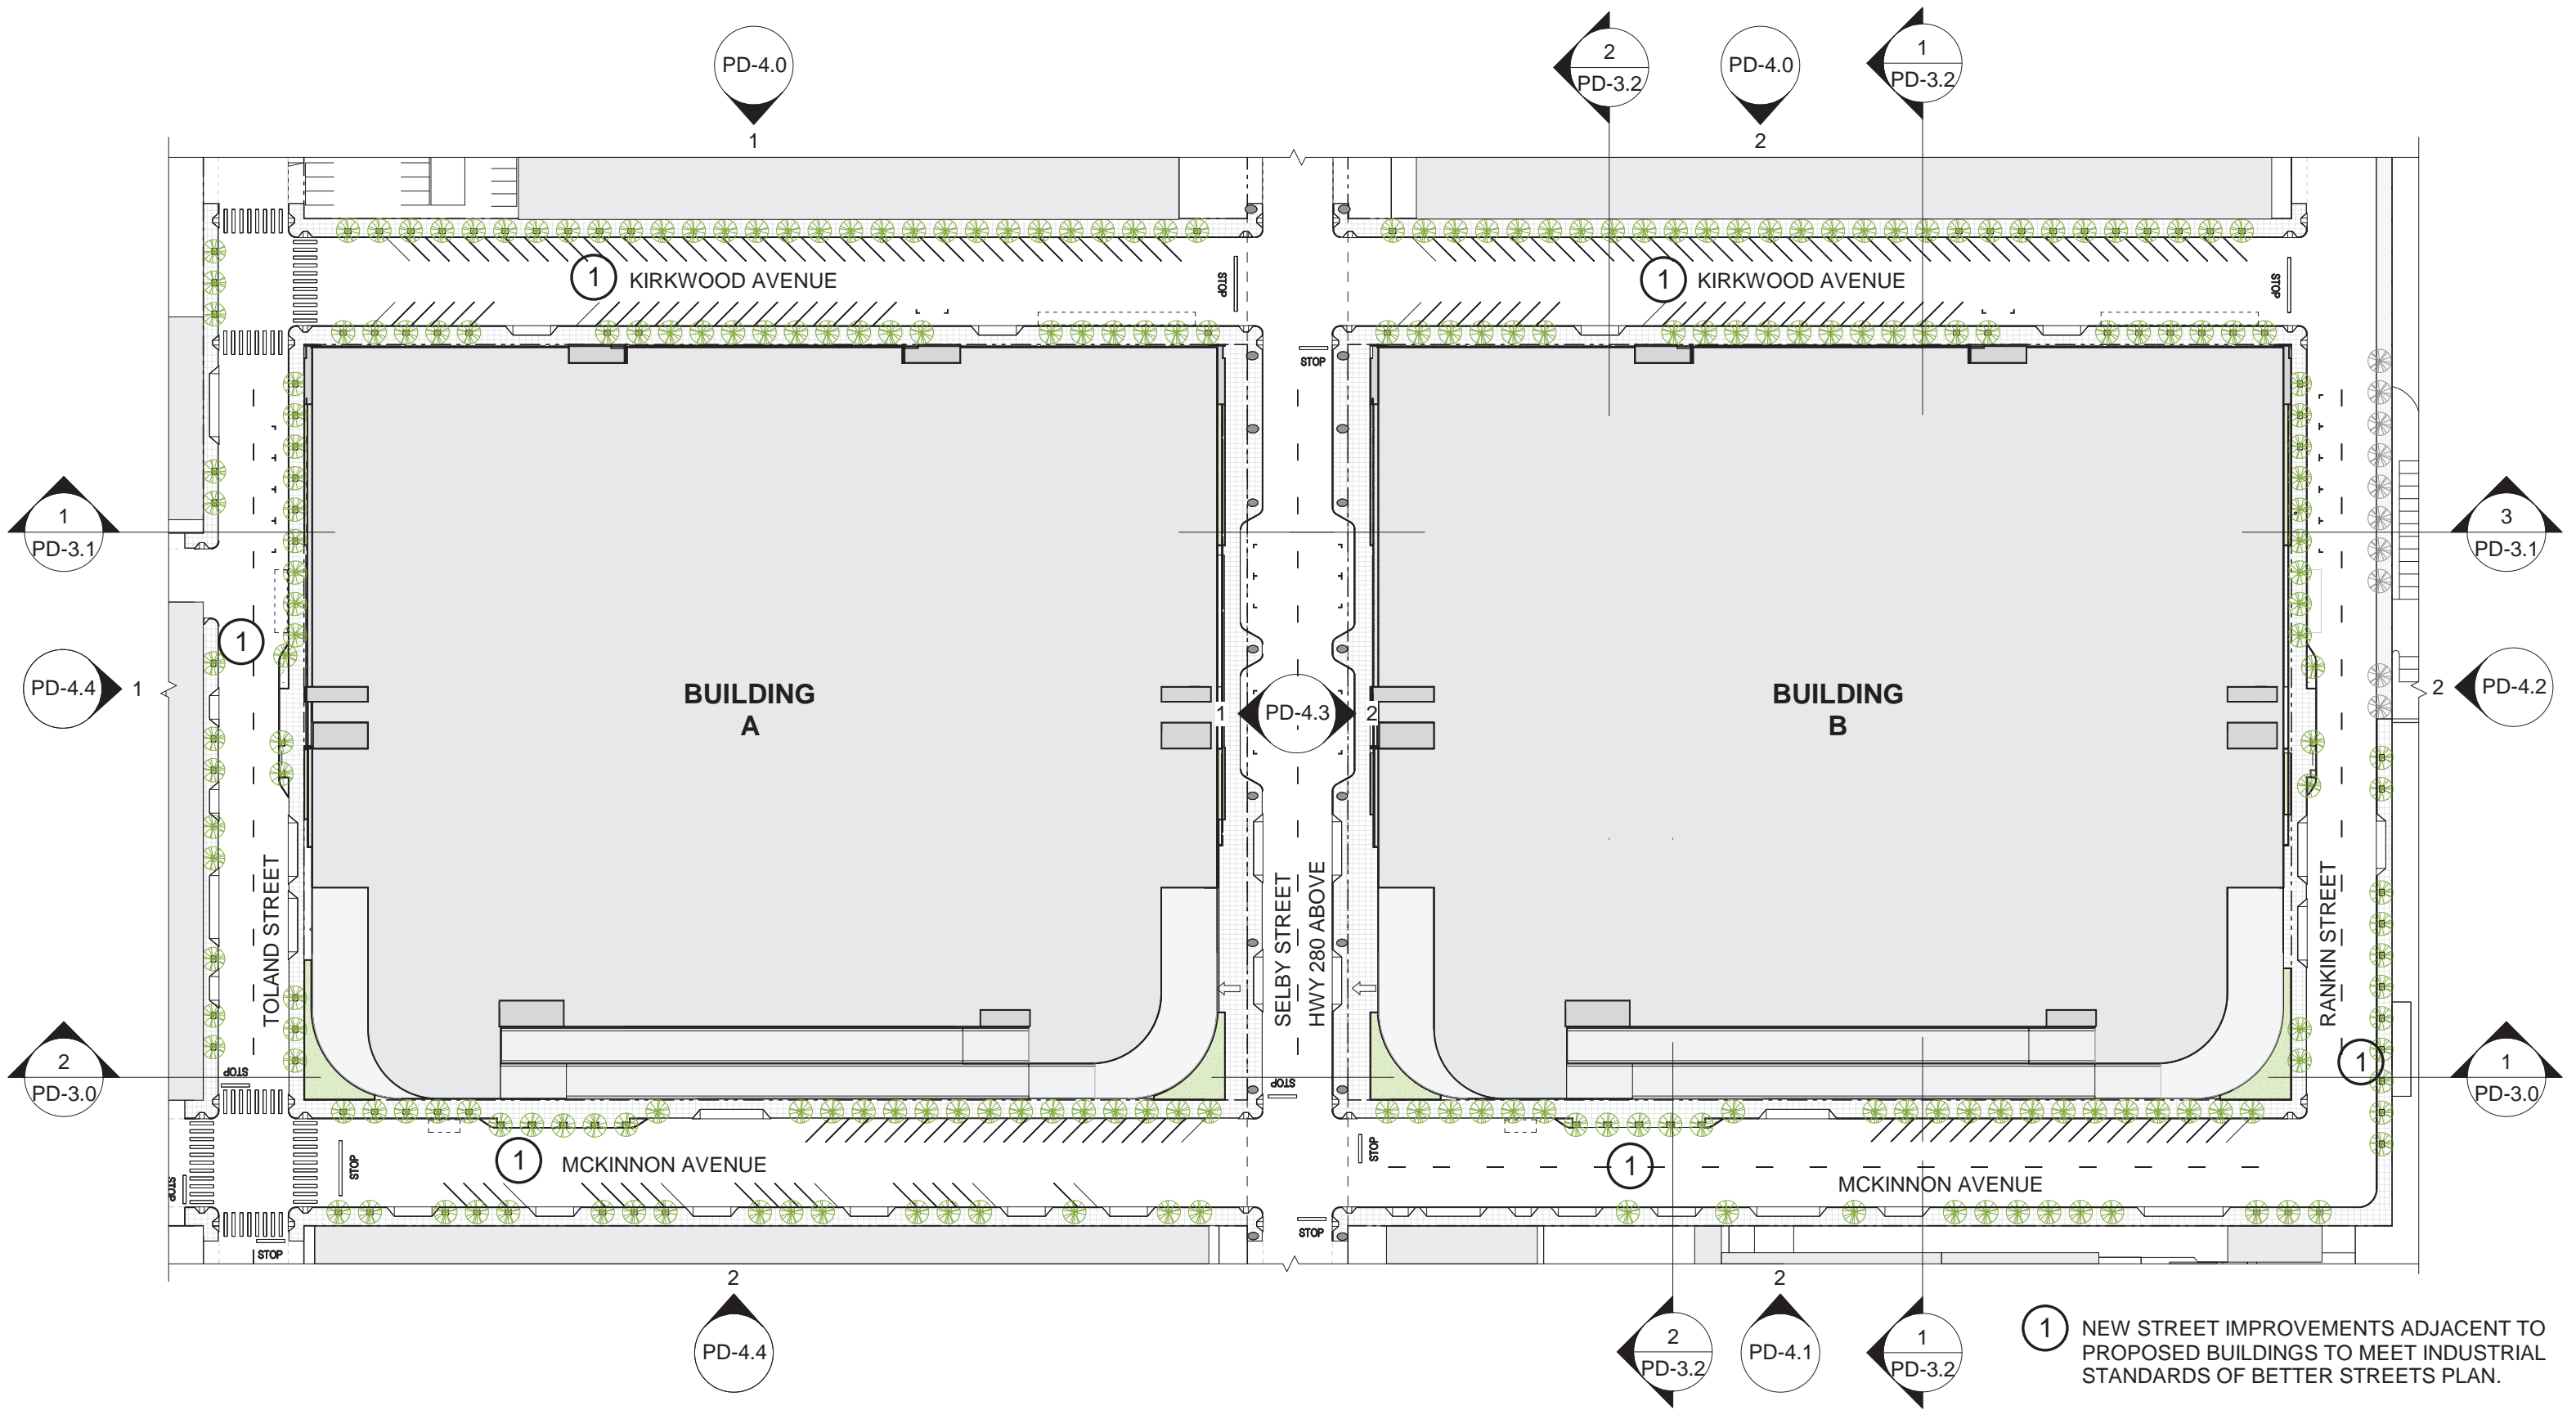 PD-4.0
1
2
PD-3.2
PD-4.0
2
1
PD-3.2
1 KIRKWOOD AVENUE
STOP
1 KIRKWOOD AVENUE
STOP
STOP
1
PD-3.1
3
PD-3.1
1
PD-4.4
1
BUILDING
A
1
PD-4.3
2
BUILDING
B
2
PD-4.2
TOLAND STREET
SELBY STREET
HWY 280 ABOVE
RANKIN STREET
2
PD-3.0
STOP
STOP
1
1
PD-3.0
STOP
STOP
1 MCKINNON AVENUE
STOP
1
MCKINNON AVENUE
STOP
STOP
2
PD-4.4
2
PD-3.2
2
PD-4.1
1
PD-3.2
1 NEW STREET IMPROVEMENTS ADJACENT TO
PROPOSED BUILDINGS TO MEET INDUSTRIAL
STANDARDS OF BETTER STREETS PLAN.